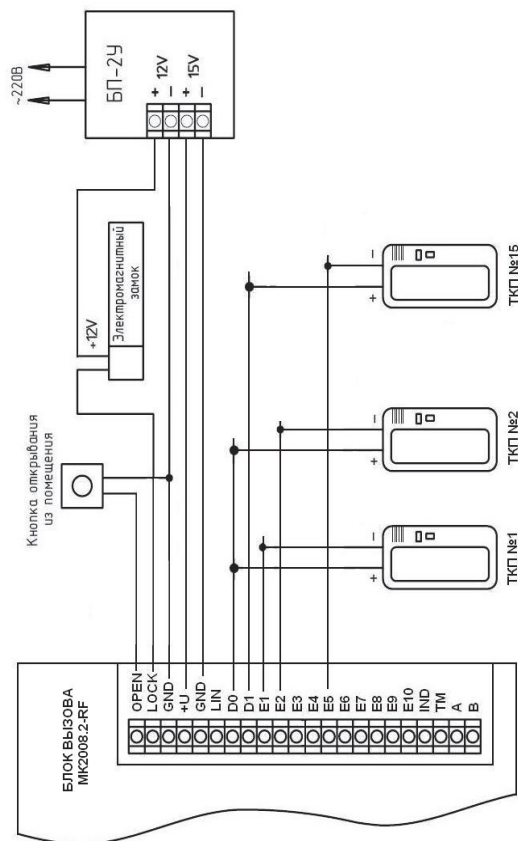 ~220В
БП-2У
+
12V
−
+
15V
−
Электромагнитный
замок
+12V
Кнопка открывания
из помещения
− +
ТКП №15
− +
ТКП №2
− +
ТКП №1
БЛОК ВЫЗОВА
МК2008.2-RF
OPEN
LOCK
GND
+U
GND
LIN
D0
D1
E1
E2
E3
E4
E5
E6
E7
E8
E9
E10
IND
TM
A
B